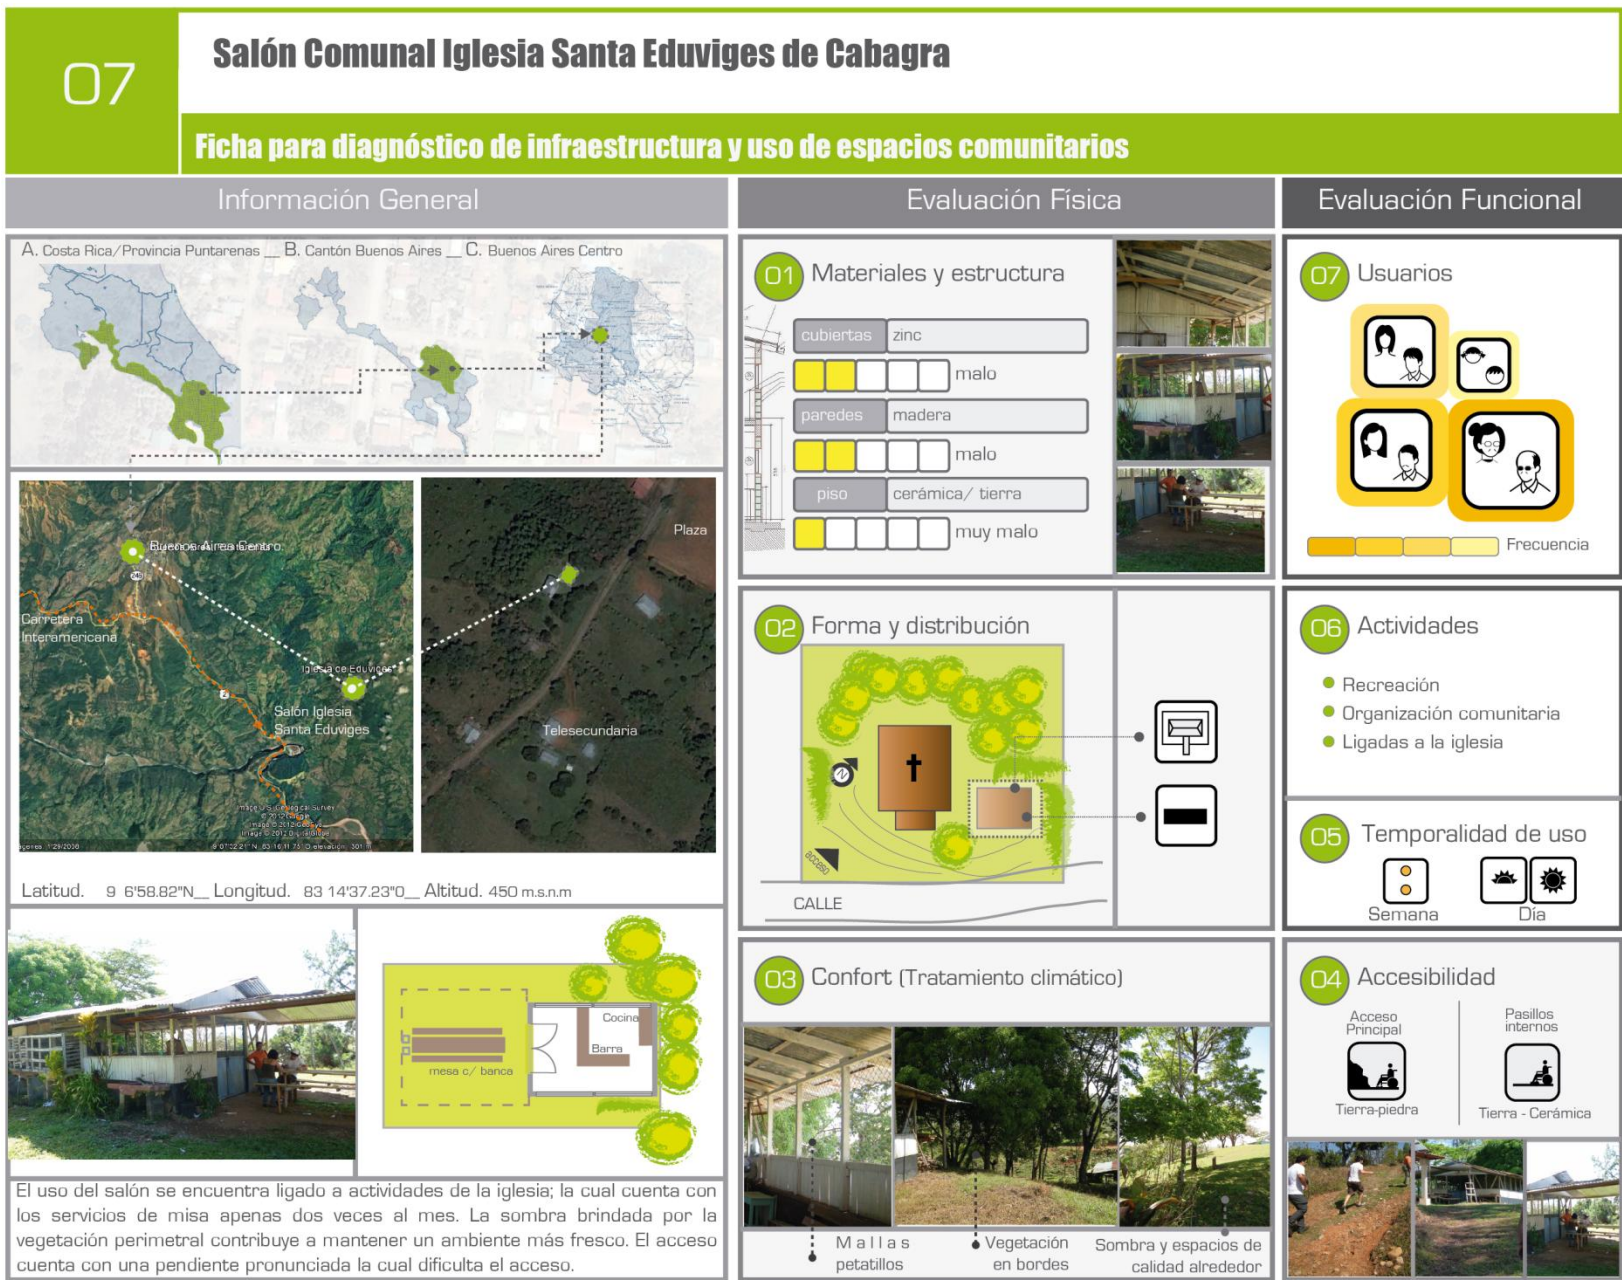 07
Salón Comunal Iglesia Santa Eduviges de Cabagra
Ficha para diagnóstico de infraestructura y uso de espacios comunitarios
Información General
A. Costa Rica/Provincia Puntarenas __ B. Cantón Buenos Aires __ C. Buenos Aires Centro
Buenos Aires Centro
246
Carretera
Interamericana
2
Iglesia de Eduviges
Salón Iglesia
Santa Eduviges
Image U.S. Geological Survey
© 2012 Google
Plaza
Telesecundaria
Latitud. 9 6'58.82"N__ Longitud. 83 14'37.23"O__ Altitud. 450 m.s.n.m
Cocina
Barra
mesa c/ banca
El uso del salón se encuentra ligado a actividades de la iglesia; la cual cuenta con
los servicios de misa apenas dos veces al mes. La sombra brindada por la
vegetación perimetral contribuye a mantener un ambiente más fresco. El acceso
cuenta con una pendiente pronunciada la cual dificulta el acceso.
Evaluación Física
01 Materiales y estructura
cubiertas zinc
malo
paredes madera
malo
piso cerámica/ tierra
muy malo
02 Forma y distribución
N
acceso
CALLE
03 Confort (Tratamiento climático)
Mallas
petatillos
Vegetación
en bordes
Sombra y espacios de
calidad alrededor
Evaluación Funcional
07 Usuarios
Frecuencia
06 Actividades
Recreación
Organización comunitaria
Ligadas a la iglesia
05 Temporalidad de uso
Semana
Día
04 Accesibilidad
Acceso
Principal
Tierra-piedra
Pasillos
internos
Tierra - Cerámica